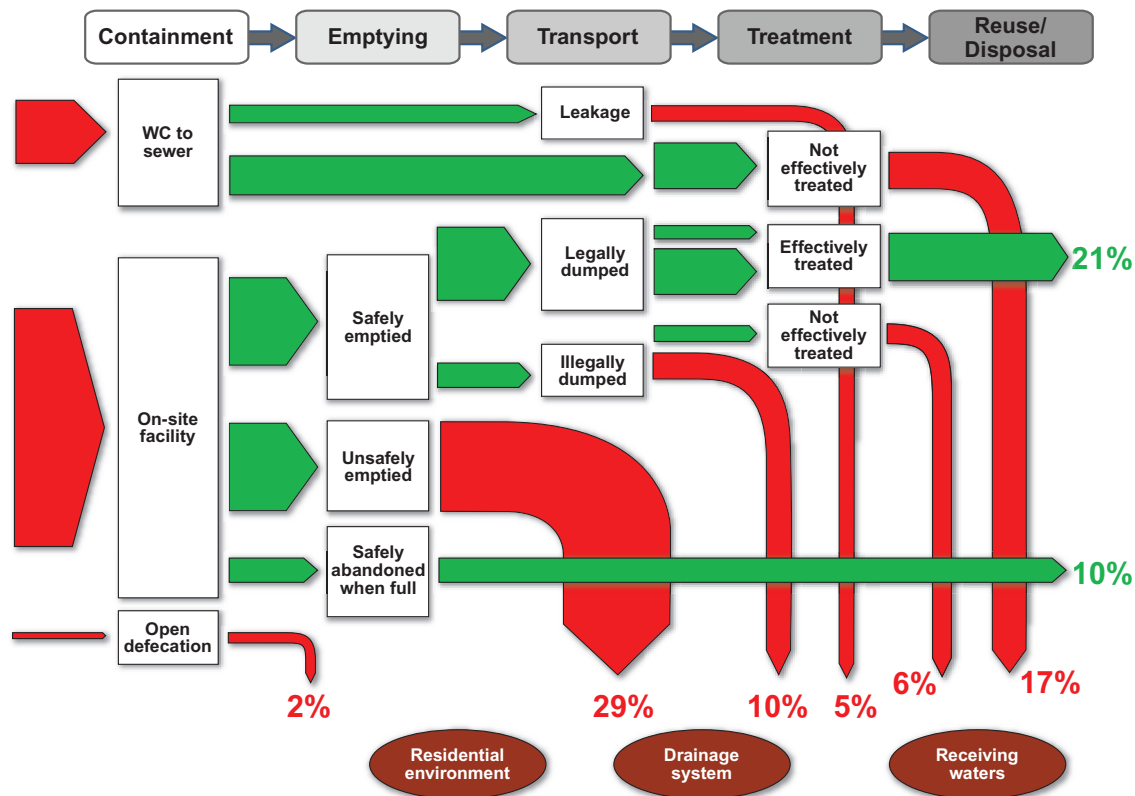 Containment
Emptying
Transport
Treatment
Reuse/
Disposal
WC to
sewer
Leakage
Not
effectively
treated
Legally
dumped
Effectively
treated
21%
On-site
facility
Safely
emptied
Not
effectively
treated
Illegally
dumped
Unsafely
emptied
Safely
abandoned
when full
10%
Open
defecation
2%
29%
10%
5%
6%
17%
Residential
environment
Drainage
system
Receiving
waters